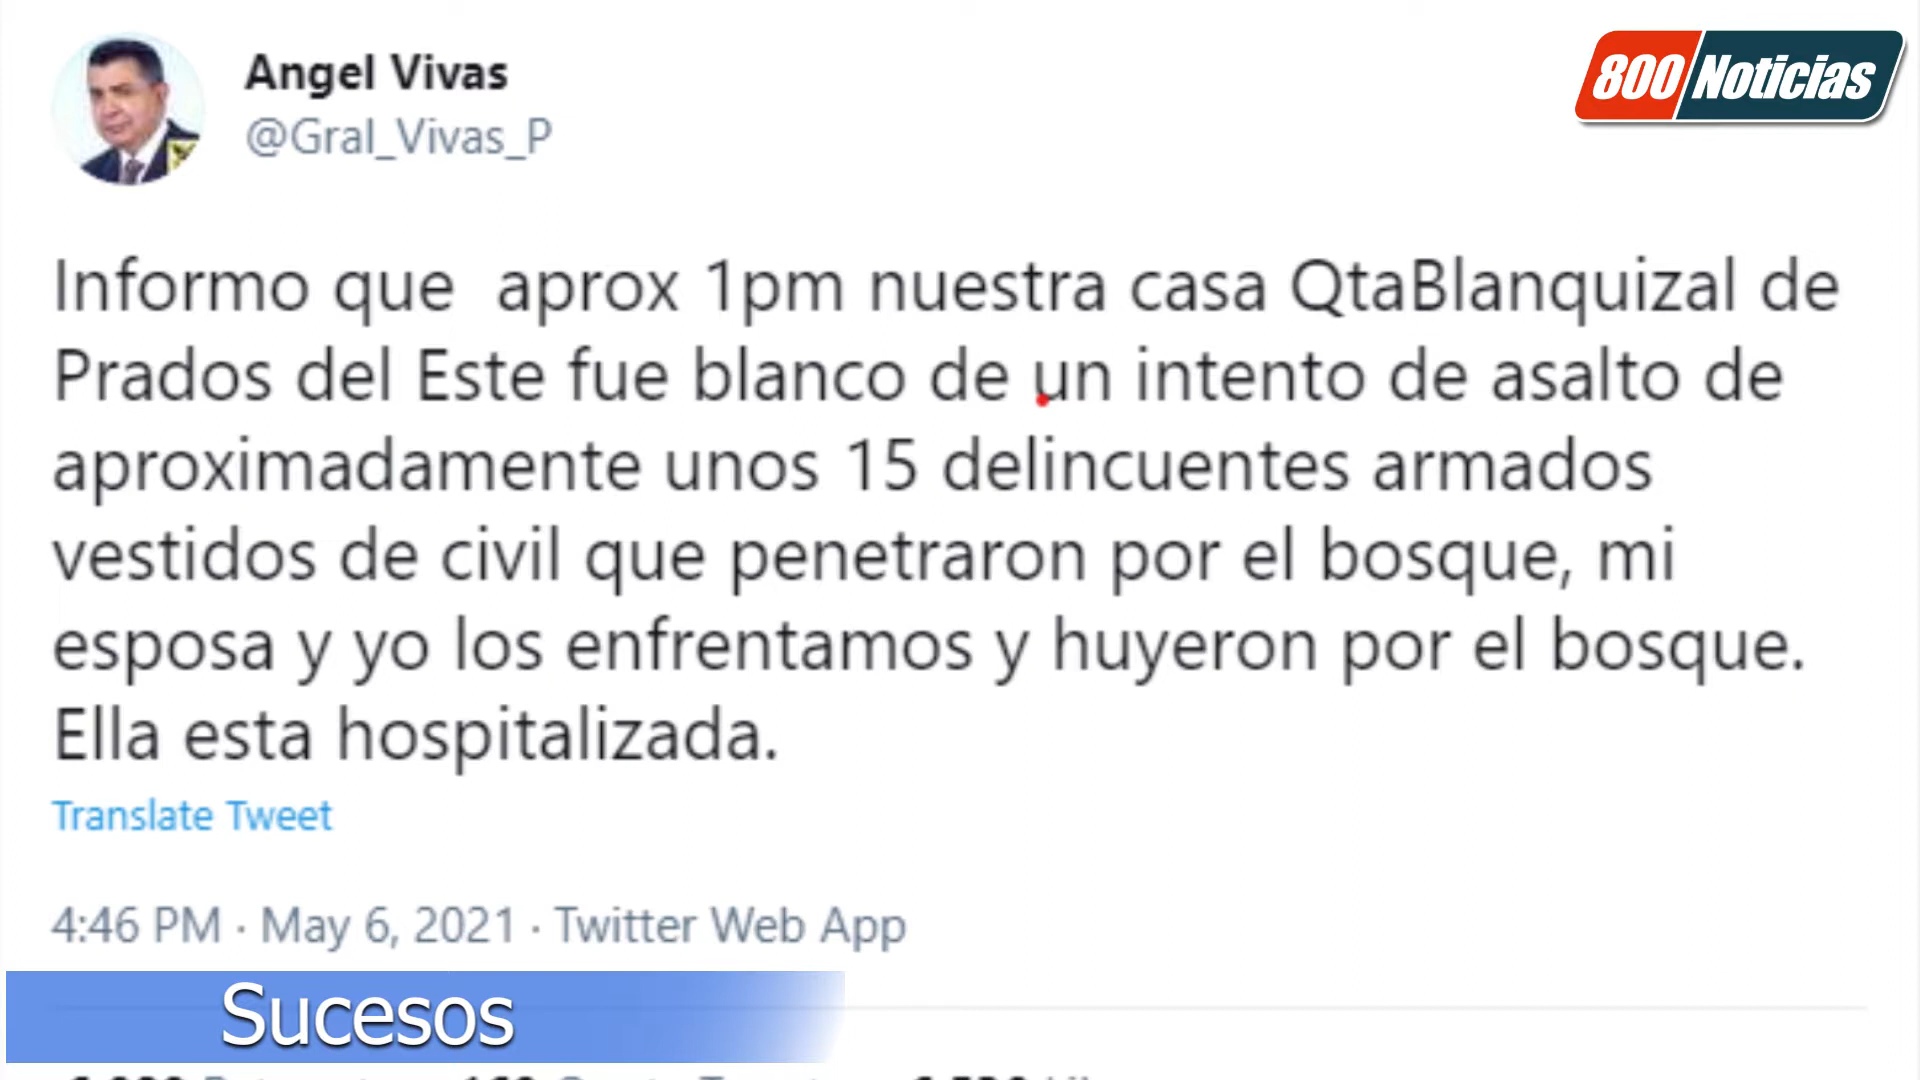 Angel Vivas
@Gral_Vivas_P
800 Noticias
Informo que aprox 1pm nuestra casa QtaBlanquizal de
Prados del Este fue blanco de un intento de asalto de
aproximadamente unos 15 delincuentes armados
vestidos de civil que penetraron por el bosque, mi
esposa y yo los enfrentamos y huyeron por el bosque.
Ella esta hospitalizada.
Translate Tweet
4:46 PM · May 6, 2021 · Twitter Web App
Sucesos